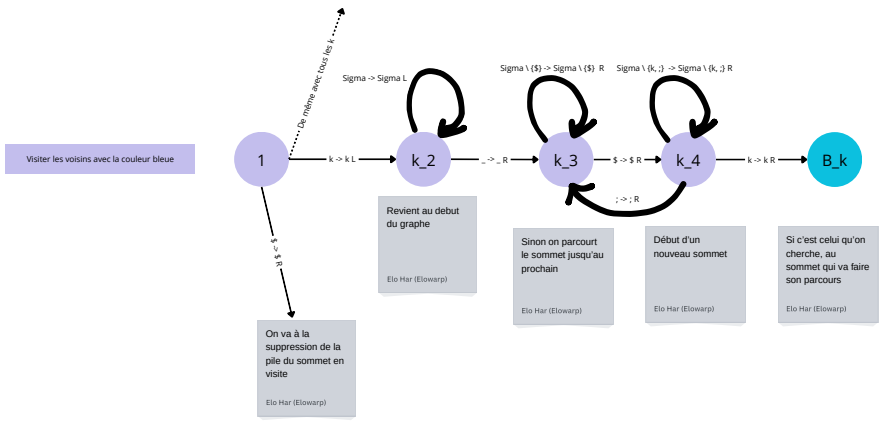 De même avec tous les k
Sigma -> Sigma L
Sigma \ {$} -> Sigma \ {$} R
Sigma \ {k, ;} -> Sigma \ {k, ;} R
Visiter les voisins avec la couleur bleue
1
k -> k L
k_2
_ -> _ R
k_3
$ -> $ R
k_4
k -> k R
B_k
; -> ; R
$ -> $ R
Revient au debut
du graphe
Elo Har (Elowarp)
Sinon on parcourt
le sommet jusqu'au
prochain
Elo Har (Elowarp)
Début d'un
nouveau sommet
Elo Har (Elowarp)
Si c'est celui qu'on
cherche, au
sommet qui va faire
son parcours
Elo Har (Elowarp)
On va à la
suppression de la
pile du sommet en
visite
Elo Har (Elowarp)